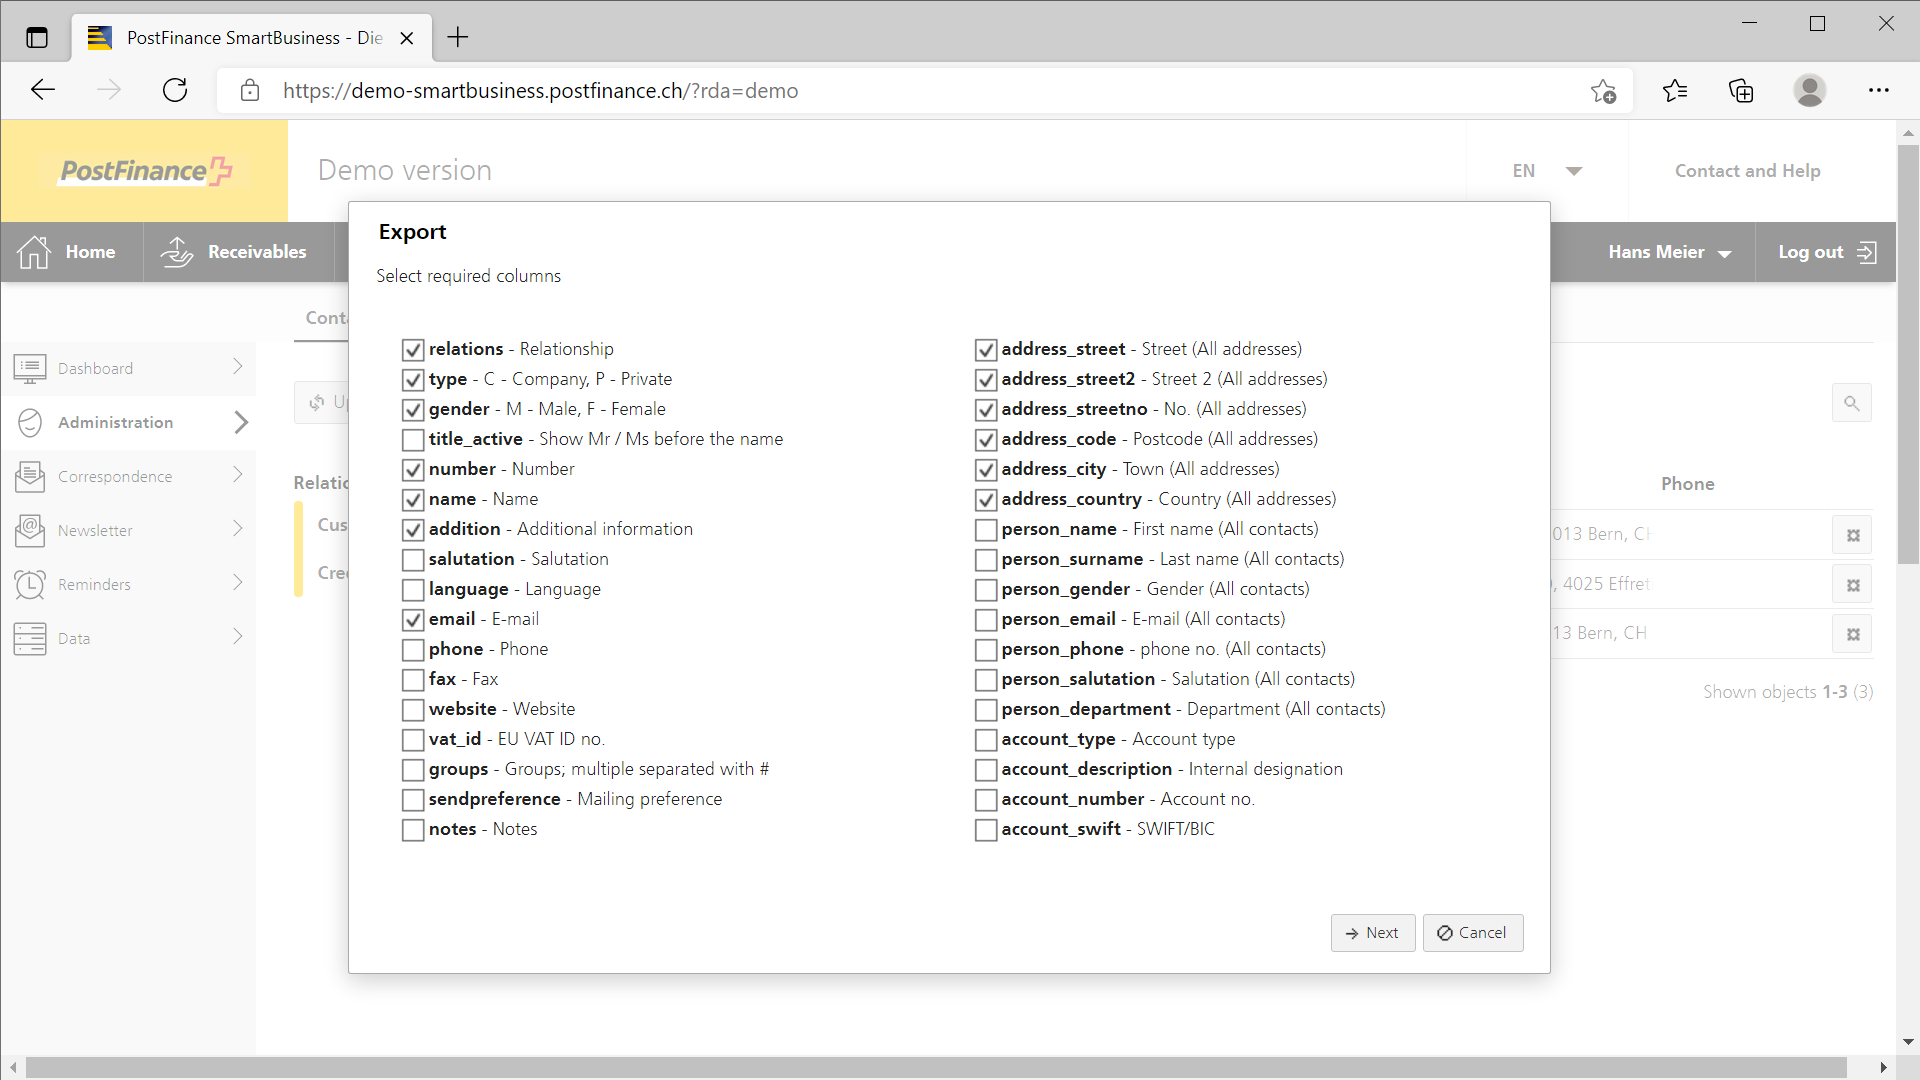 PostFinance SmartBusiness - Die
https://demo-smartbusiness.postfinance.ch/?rda=demo
PostFinance
Demo version
EN
Contact and Help
Home
Receivables
Hans Meier
Log out
Export
Select required columns
Dashboard
Administration
Correspondence
Newsletter
Reminders
Data
relations - Relationship
type - C - Company, P - Private
gender - M - Male, F - Female
title_active - Show Mr / Ms before the name
number - Number
name - Name
addition - Additional information
salutation - Salutation
language - Language
email - E-mail
phone - Phone
fax - Fax
website - Website
vat_id - EU VAT ID no.
groups - Groups; multiple separated with #
sendpreference - Mailing preference
notes - Notes
address_street - Street (All addresses)
address_street2 - Street 2 (All addresses)
address_streetno - No. (All addresses)
address_code - Postcode (All addresses)
address_city - Town (All addresses)
address_country - Country (All addresses)
person_name - First name (All contacts)
person_surname - Last name (All contacts)
person_gender - Gender (All contacts)
person_email - E-mail (All contacts)
person_phone - phone no. (All contacts)
person_salutation - Salutation (All contacts)
person_department - Department (All contacts)
account_type - Account type
account_description - Internal designation
account_number - Account no.
account_swift - SWIFT/BIC
Next
Cancel
Phone
013 Bern, CH
, 4025 Effret
13 Bern, CH
Shown objects 1-3 (3)